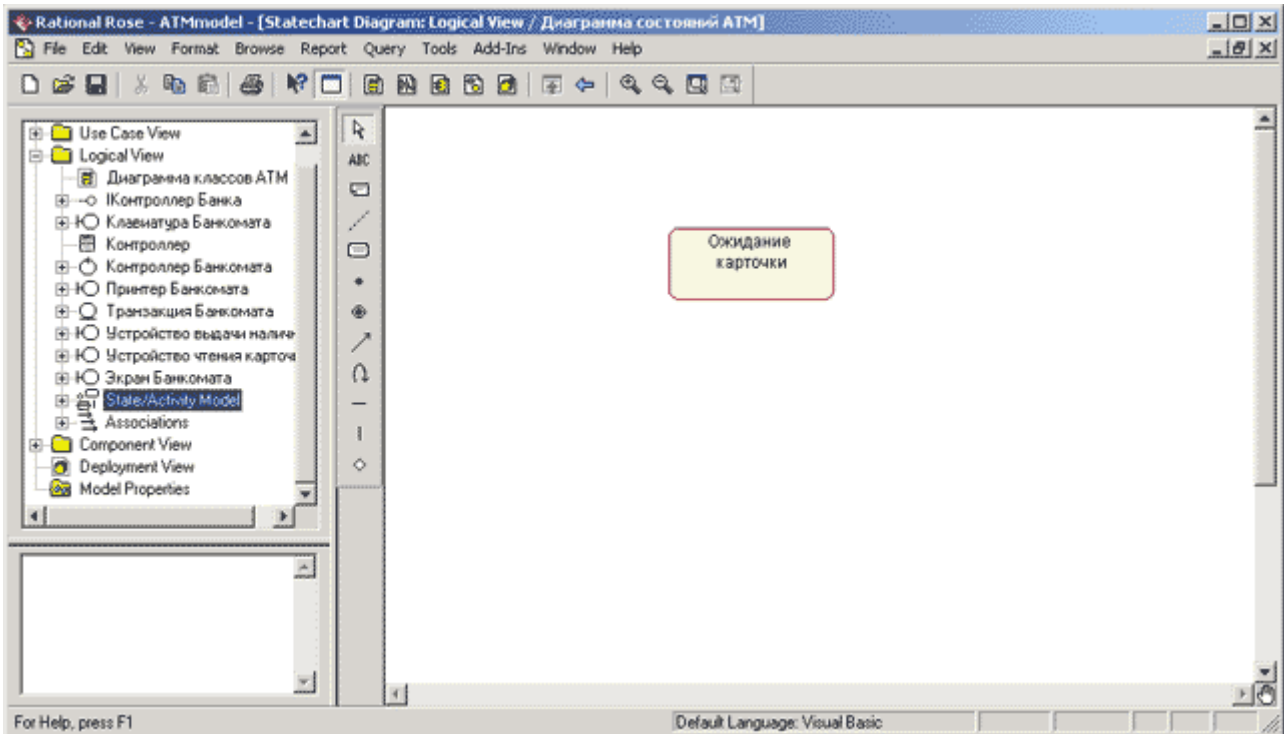 Rational Rose - ATMmodel - [Statechart Diagram: Logical View / Диаграмма состояний ATM]
File Edit View Format Browse Report Query Tools Add-Ins Window Help
Use Case View
Logical View
Диаграмма классов ATM
IКонтроллер Банка
Клавиатура Банкомата
Контроллер
Контроллер Банкомата
Принтер Банкомата
Транзакция Банкомата
Устройство выдачи наличн
Устройство чтения карточ
Экран Банкомата
State/Activity Model
Associations
Component View
Deployment View
Model Properties
ABC
Ожидание
карточки
For Help, press F1
Default Language: Visual Basic